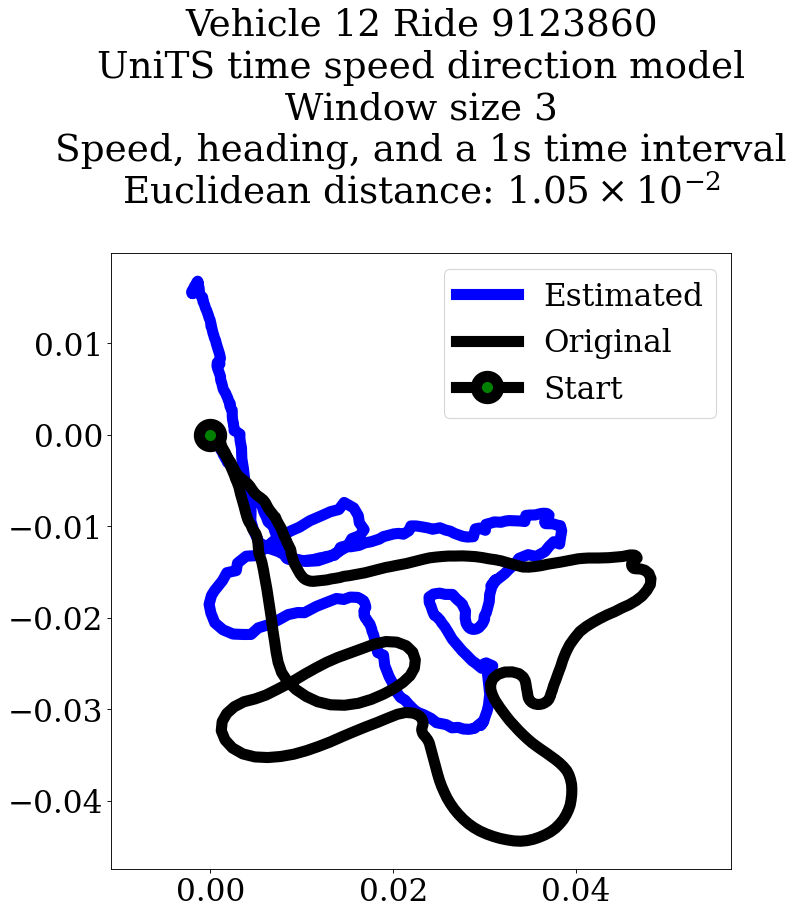 Vehicle 12 Ride 9123860
UniTS time speed direction model
Window size 3
Speed, heading, and a 1s time interval
Euclidean distance: 1.05 × 10⁻²
Estimated
Original
Start
0.01
0.00
−0.01
−0.02
−0.03
−0.04
0.00 0.02 0.04